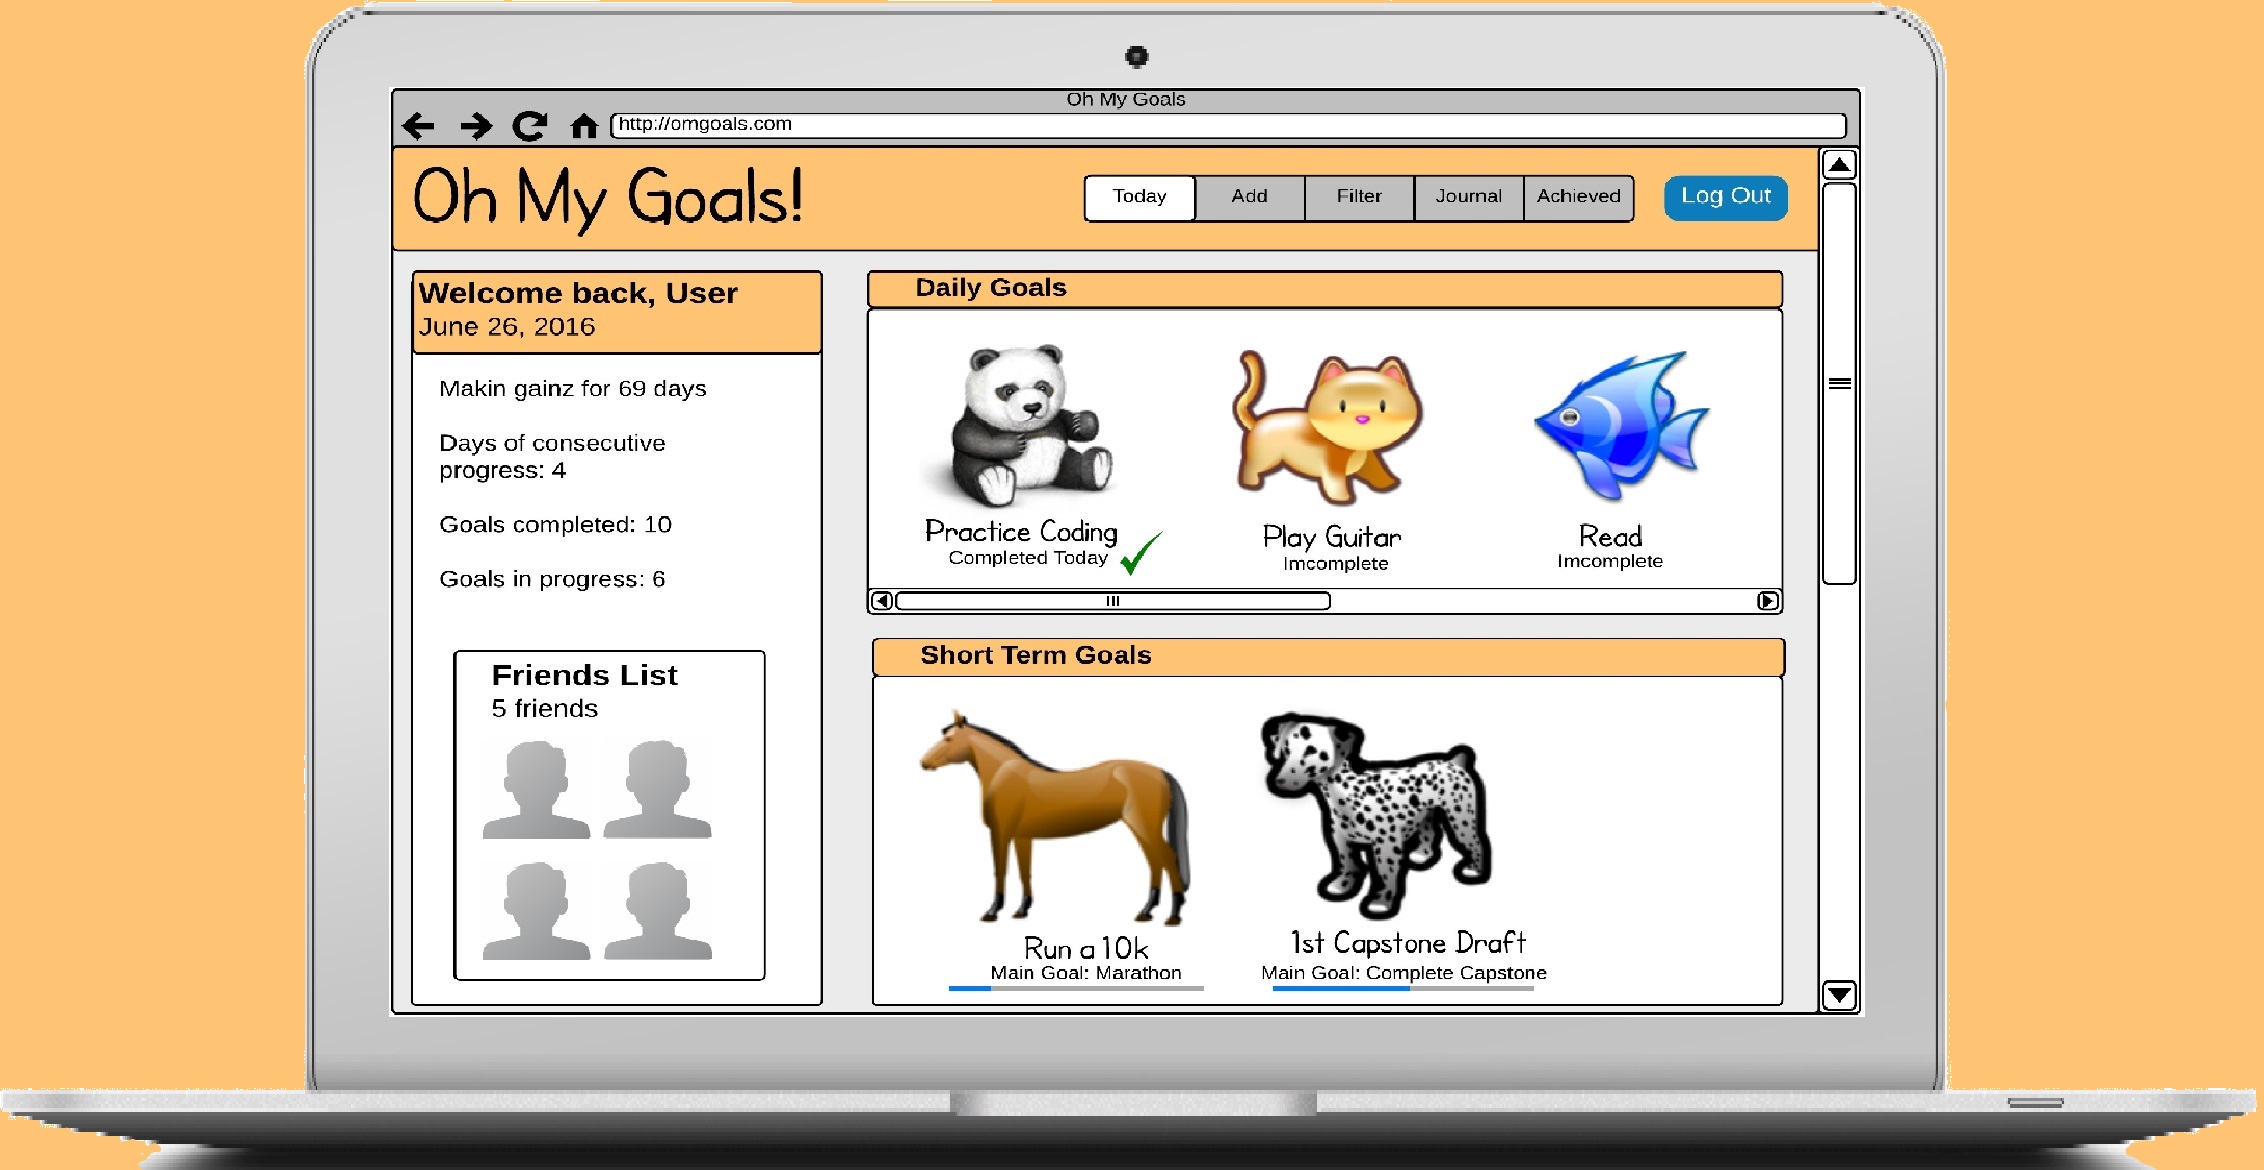 Oh My Goals
http://omgoals.com
Oh My Goals!
Today
Add
Filter
Journal
Achieved
Log Out
Welcome back, User
June 26, 2016
Makin gainz for 69 days
Days of consecutive
progress: 4
Goals completed: 10
Goals in progress: 6
Friends List
5 friends
Daily Goals
Practice Coding
Completed Today
Play Guitar
Imcomplete
Read
Imcomplete
Short Term Goals
Run a 10k
Main Goal: Marathon
1st Capstone Draft
Main Goal: Complete Capstone